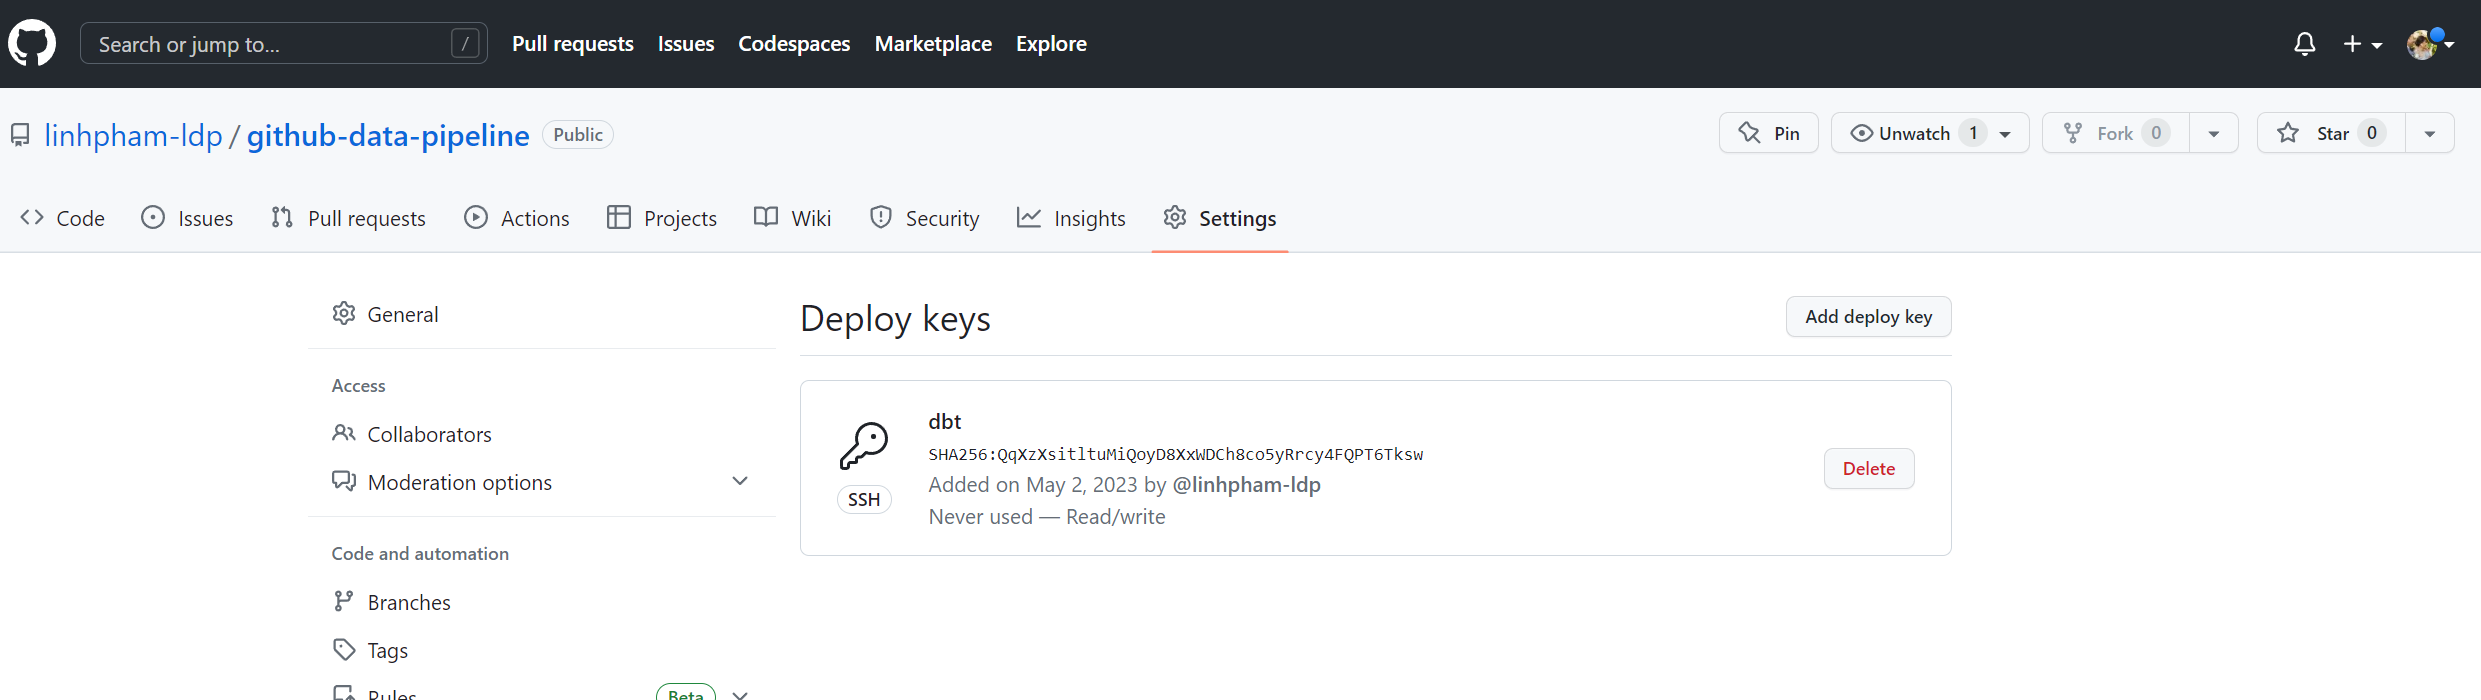 Search or jump to... /
Pull requests Issues Codespaces Marketplace Explore
linhpham-ldp / github-data-pipeline Public
Pin Unwatch 1 Fork 0 Star 0
Code Issues Pull requests Actions Projects Wiki Security Insights Settings
General
Access
Collaborators
Moderation options
Code and automation
Branches
Tags
Rules Beta
Deploy keys
Add deploy key
dbt
SHA256:QqXzXsitltuMiQoyD8XxWDCh8co5yRrcy4FQPT6Tksw
Added on May 2, 2023 by @linhpham-ldp
Never used — Read/write
SSH
Delete